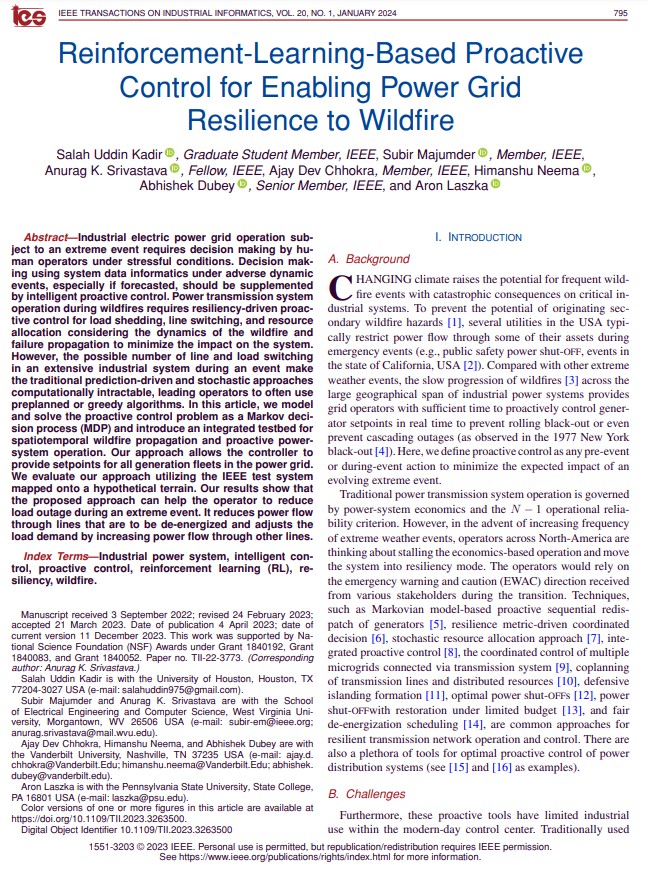 ies IEEE TRANSACTIONS ON INDUSTRIAL INFORMATICS, VOL. 20, NO. 1, JANUARY 2024 795
Reinforcement-Learning-Based Proactive
Control for Enabling Power Grid
Resilience to Wildfire
Salah Uddin Kadir, Graduate Student Member, IEEE, Subir Majumder, Member, IEEE,
Anurag K. Srivastava, Fellow, IEEE, Ajay Dev Chhokra, Member, IEEE, Himanshu Neema,
Abhishek Dubey, Senior Member, IEEE, and Aron Laszka
Abstract—Industrial electric power grid operation sub-
ject to an extreme event requires decision making by hu-
man operators under stressful conditions. Decision mak-
ing using system data informatics under adverse dynamic
events, especially if forecasted, should be supplemented
by intelligent proactive control. Power transmission system
operation during wildfires requires resiliency-driven proac-
tive control for load shedding, line switching, and resource
allocation considering the dynamics of the wildfire and
failure propagation to minimize the impact on the system.
However, the possible number of line and load switching
in an extensive industrial system during an event make
the traditional prediction-driven and stochastic approaches
computationally intractable, leading operators to often use
preplanned or greedy algorithms. In this article, we model
and solve the proactive control problem as a Markov deci-
sion process (MDP) and introduce an integrated testbed for
spatiotemporal wildfire propagation and proactive power-
system operation. Our approach allows the controller to
provide setpoints for all generation fleets in the power grid.
We evaluate our approach utilizing the IEEE test system
mapped onto a hypothetical terrain. Our results show that
the proposed approach can help the operator to reduce
load outage during an extreme event. It reduces power flow
through lines that are to be de-energized and adjusts the
load demand by increasing power flow through other lines.
Index Terms—Industrial power system, intelligent con-
trol, proactive control, reinforcement learning (RL), re-
siliency, wildfire.
Manuscript received 3 September 2022; revised 24 February 2023;
accepted 21 March 2023. Date of publication 4 April 2023; date of
current version 11 December 2023. This work was supported by Na-
tional Science Foundation (NSF) Awards under Grant 1840192, Grant
1840083, and Grant 1840052. Paper no. TII-22-3773. (Corresponding
author: Anurag K. Srivastava.)
Salah Uddin Kadir is with the University of Houston, Houston, TX
77204-3027 USA (e-mail: salahuddin975@gmail.com).
Subir Majumder and Anurag K. Srivastava are with the School
of Electrical Engineering and Computer Science, West Virginia Uni-
versity, Morgantown, WV 26506 USA (e-mail: subir-em@ieee.org;
anurag.srivastava@mail.wvu.edu).
Ajay Dev Chhokra, Himanshu Neema, and Abhishek Dubey are with
the Vanderbilt University, Nashville, TN 37235 USA (e-mail: ajay.d.
chhokra@Vanderbilt.Edu; himanshu.neema@Vanderbilt.Edu; abhishek.
dubey@vanderbilt.edu).
Aron Laszka is with the Pennsylvania State University, State College,
PA 16801 USA (e-mail: laszka@psu.edu).
Color versions of one or more figures in this article are available at
https://doi.org/10.1109/TII.2023.3263500.
Digital Object Identifier 10.1109/TII.2023.3263500
I. INTRODUCTION
A. Background
CHANGING climate raises the potential for frequent wild-
fire events with catastrophic consequences on critical in-
dustrial systems. To prevent the potential of originating sec-
ondary wildfire hazards [1], several utilities in the USA typi-
cally restrict power flow through some of their assets during
emergency events (e.g., public safety power shut-OFF, events in
the state of California, USA [2]). Compared with other extreme
weather events, the slow progression of wildfires [3] across the
large geographical span of industrial power systems provides
grid operators with sufficient time to proactively control gener-
ator setpoints in real time to prevent rolling black-out or even
prevent cascading outages (as observed in the 1977 New York
black-out [4]). Here, we define proactive control as any pre-event
or during-event action to minimize the expected impact of an
evolving extreme event.
Traditional power transmission system operation is governed
by power-system economics and the N − 1 operational relia-
bility criterion. However, in the advent of increasing frequency
of extreme weather events, operators across North-America are
thinking about stalling the economics-based operation and move
the system into resiliency mode. The operators would rely on
the emergency warning and caution (EWAC) direction received
from various stakeholders during the transition. Techniques,
such as Markovian model-based proactive sequential redis-
patch of generators [5], resilience metric-driven coordinated
decision [6], stochastic resource allocation approach [7], inte-
grated proactive control [8], the coordinated control of multiple
microgrids connected via transmission system [9], coplanning
of transmission lines and distributed resources [10], defensive
islanding formation [11], optimal power shut-OFFs [12], power
shut-OFFwith restoration under limited budget [13], and fair
de-energization scheduling [14], are common approaches for
resilient transmission network operation and control. There are
also a plethora of tools for optimal proactive control of power
distribution systems (see [15] and [16] as examples).
B. Challenges
Furthermore, these proactive tools have limited industrial
use within the modern-day control center. Traditionally used
1551-3203 © 2023 IEEE. Personal use is permitted, but republication/redistribution requires IEEE permission.
See https://www.ieee.org/publications/rights/index.html for more information.